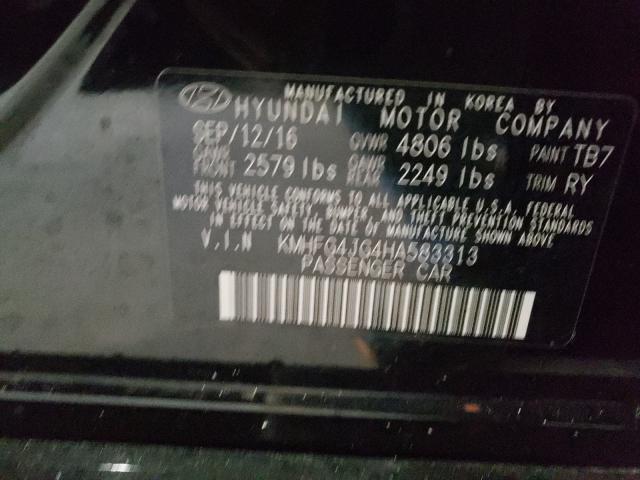 MANUFACTURED IN KOREA BY
HYUNDAI MOTOR COMPANY
SEP/12/16 GVWR 4806 lbs PAINT TB7
GAWR FRONT 2579 lbs GAWR REAR 2249 lbs TRIM RY
THIS VEHICLE CONFORMS TO ALL APPLICABLE U.S.A. FEDERAL
MOTOR VEHICLE SAFETY, BUMPER, AND THEFT PREVENTION STANDARDS
IN EFFECT ON THE DATE OF MANUFACTURE SHOWN ABOVE
V.I.N KMHFG4JG4HA583313
PASSENGER CAR